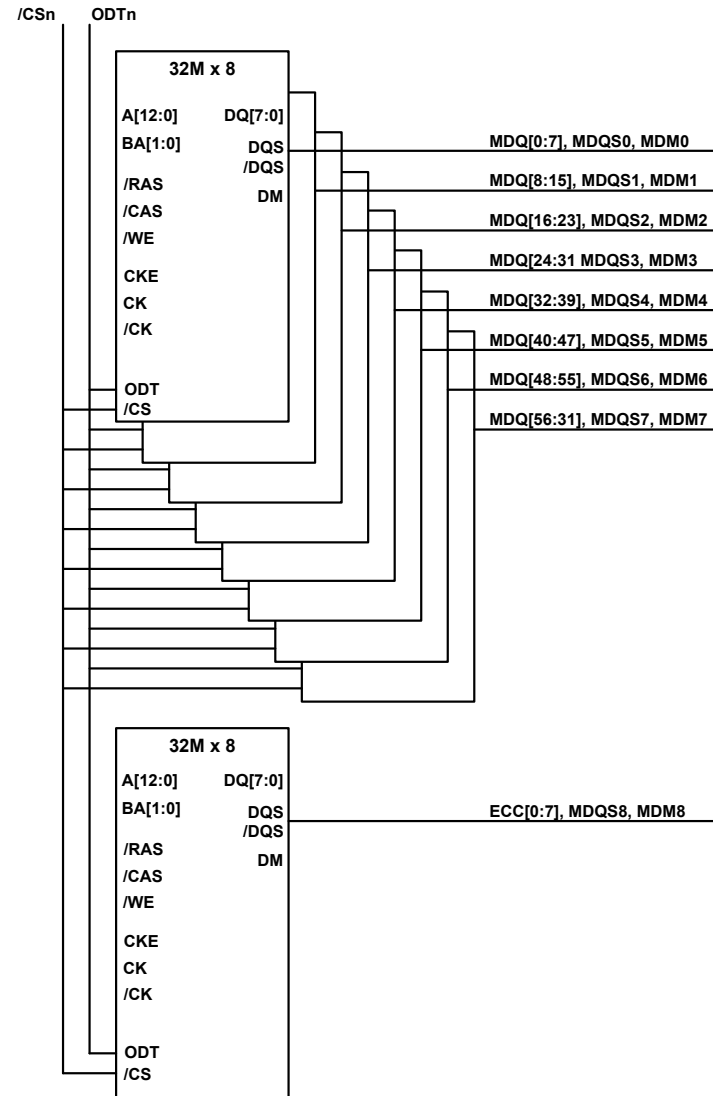 /CSn ODTn
32M x 8
A[12:0] DQ[7:0]
BA[1:0] DQS
/DQS
/RAS DM
/CAS
/WE
CKE
CK
/CK
ODT
/CS
MDQ[0:7], MDQS0, MDM0
MDQ[8:15], MDQS1, MDM1
MDQ[16:23], MDQS2, MDM2
MDQ[24:31 MDQS3, MDM3
MDQ[32:39], MDQS4, MDM4
MDQ[40:47], MDQS5, MDM5
MDQ[48:55], MDQS6, MDM6
MDQ[56:31], MDQS7, MDM7
32M x 8
A[12:0] DQ[7:0]
BA[1:0] DQS
/DQS
/RAS DM
/CAS
/WE
CKE
CK
/CK
ODT
/CS
ECC[0:7], MDQS8, MDM8